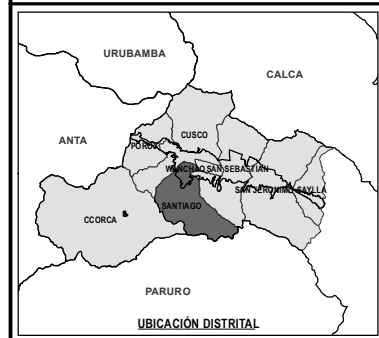 URUBAMBA
CALCA
ANTA
CUSCO
POROY
WANCHAQ SAN SEBASTIAN
SAN JERONIMO SAYLLA
SANTIAGO
CCORCA
PARURO
UBICACIÓN DISTRITAL